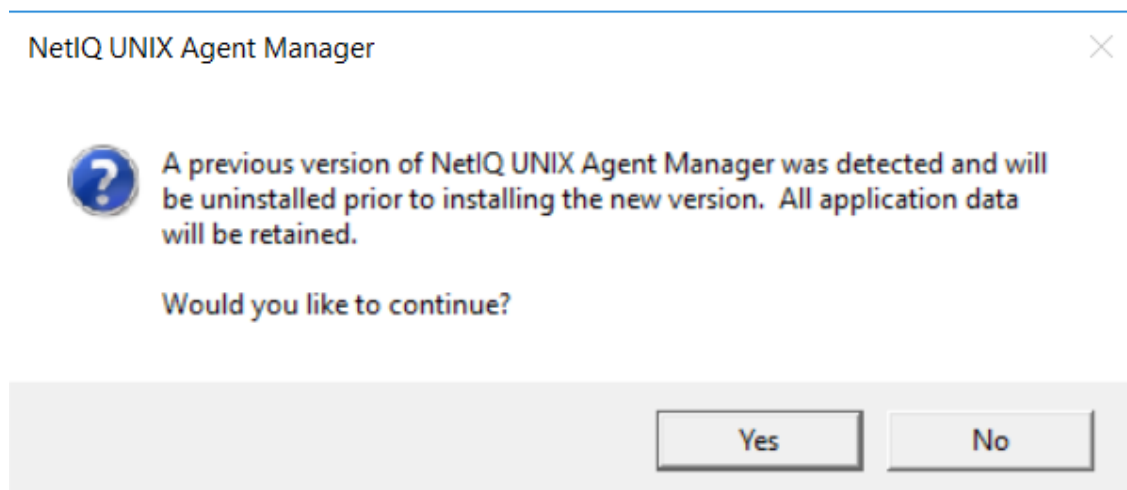 NetIQ UNIX Agent Manager
A previous version of NetIQ UNIX Agent Manager was detected and will
be uninstalled prior to installing the new version.  All application data
will be retained.
Would you like to continue?
Yes
No